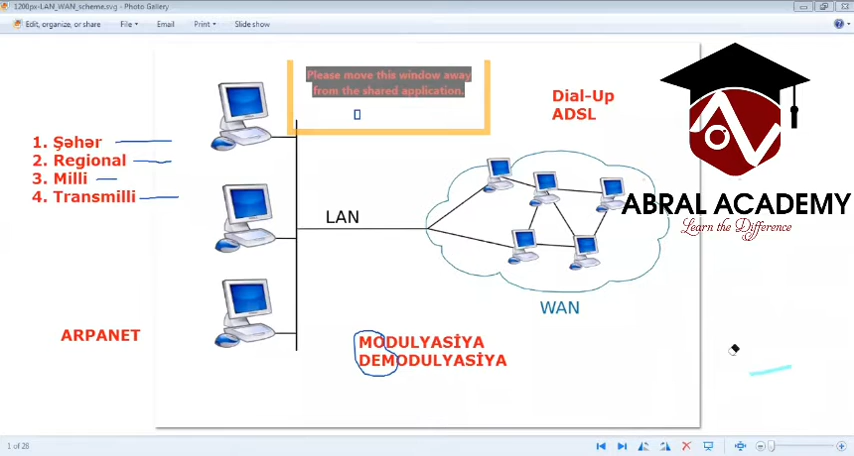 1200px-LAN_WAN_scheme.svg - Photo Gallery
Edit, organize, or share File Email Print Slide show
Please move this window away
from the shared application.
Dial-Up
ADSL
1. Şəhər
2. Regional
3. Milli
4. Transmilli
ABRAL ACADEMY
Learn the Difference
LAN
WAN
ARPANET
MODULYASİYA
DEMODULYASİYA
1 of 28